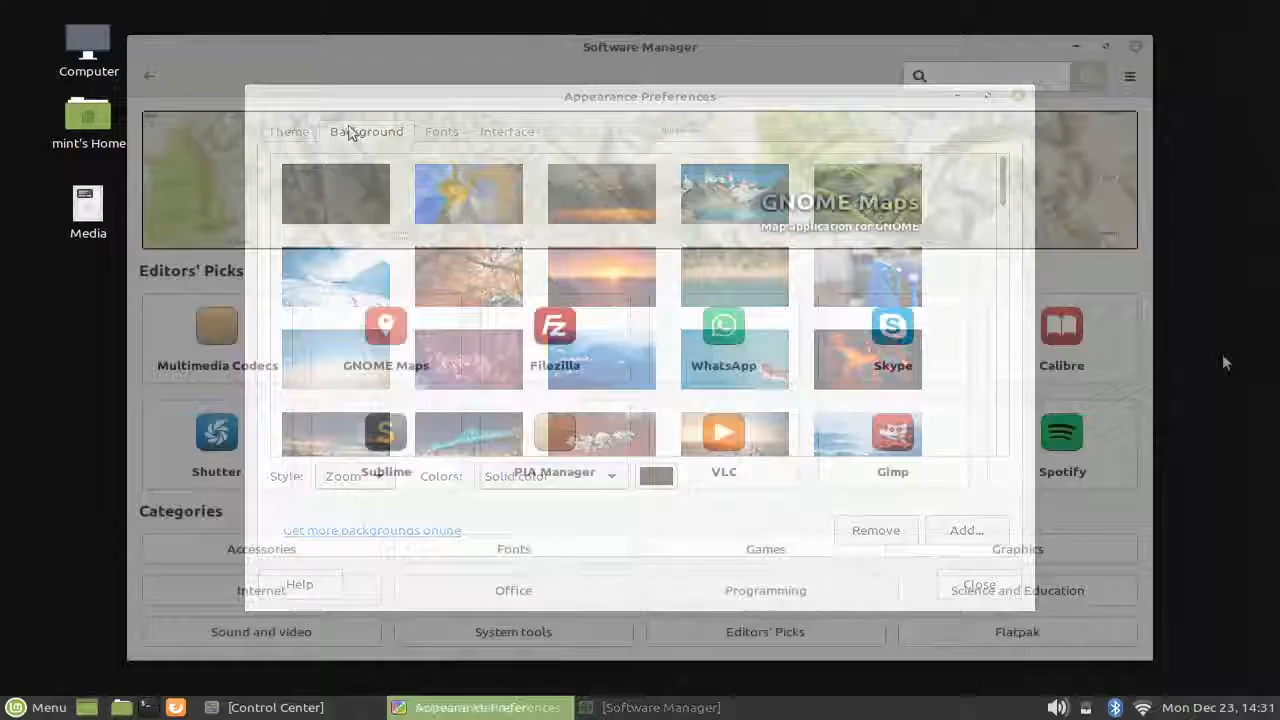 Computer
mint's Home
Media
Software Manager
Appearance Preferences
Theme
Background
Fonts
Interface
GNOME Maps
Map application for GNOME
Editors' Picks
Multimedia Codecs
GNOME Maps
Filezilla
WhatsApp
Skype
Calibre
Shutter
Sublime
PIA Manager
VLC
Gimp
Spotify
Style:
Zoom
Colors:
Solid color
Categories
Get more backgrounds online
Remove
Add...
Accessories
Fonts
Games
Graphics
Help
Close
Internet
Office
Programming
Science and Education
Sound and video
System tools
Editors' Picks
Flatpak
Menu
[Control Center]
Appearance Preferences
[Software Manager]
Mon Dec 23, 14:31